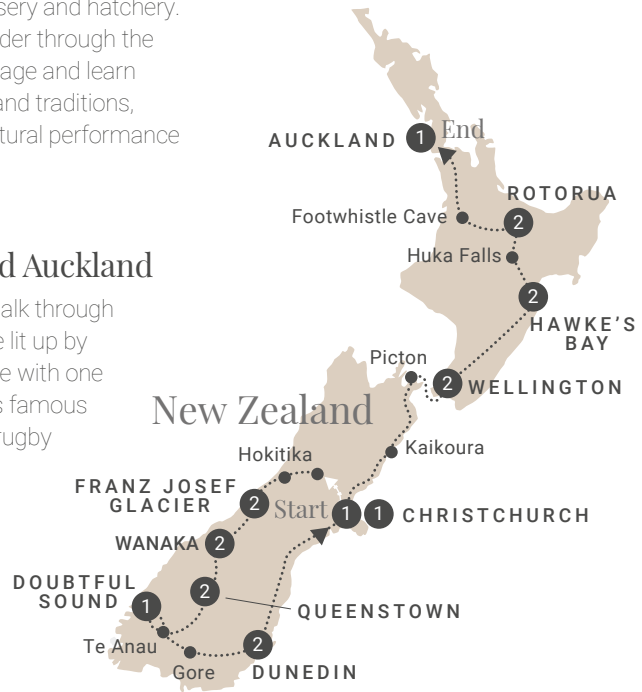 sery and hatchery.
der through the
age and learn
and traditions,
tural performance
d Auckland
alk through
e lit up by
e with one
s famous
rugby
AUCKLAND 1 End
ROTORUA
Footwhistle Cave 2
Huka Falls
2
HAWKE'S
BAY
Picton
2 WELLINGTON
New Zealand
Kaikoura
Hokitika
FRANZ JOSEF
GLACIER 2
Start 1 1 CHRISTCHURCH
WANAKA 2
DOUBTFUL
SOUND 1
2
QUEENSTOWN
Te Anau
2
Gore
DUNEDIN